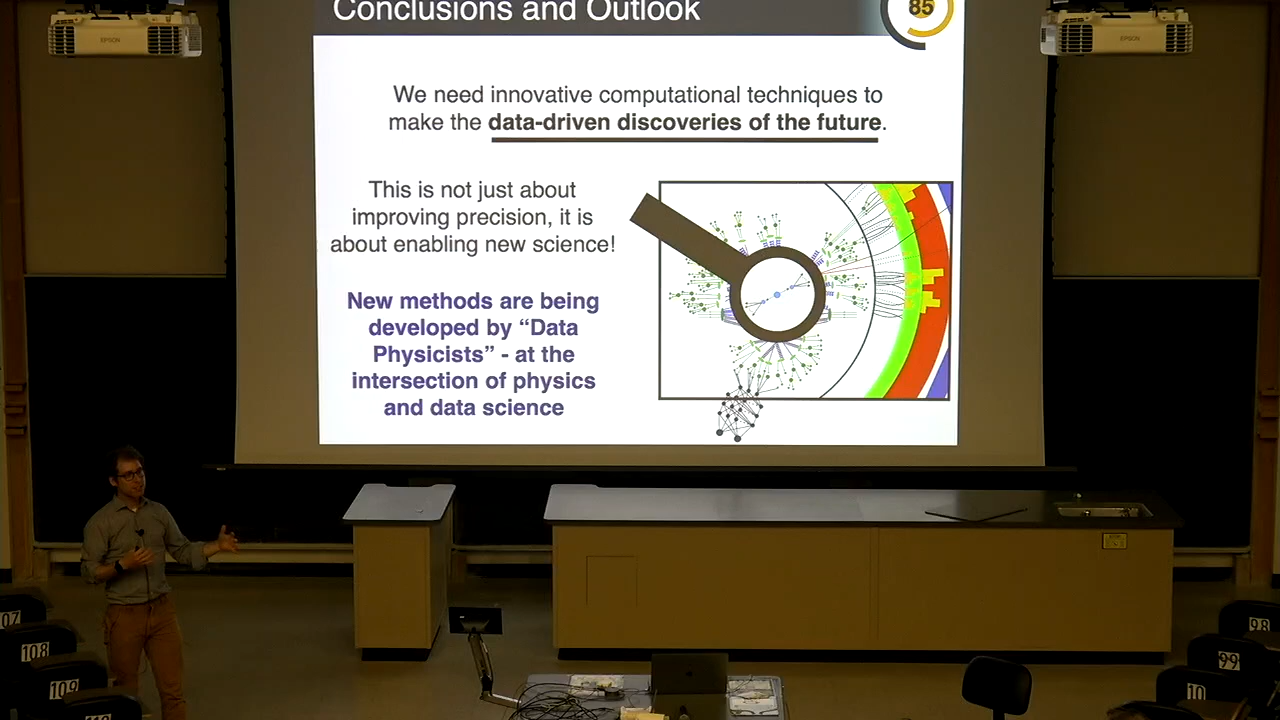 Conclusions and Outlook
85
EPSON
EPSON
We need innovative computational techniques to
make the data-driven discoveries of the future.
This is not just about
improving precision, it is
about enabling new science!
New methods are being
developed by “Data
Physicists” - at the
intersection of physics
and data science
07
108
109
110
98
99
10